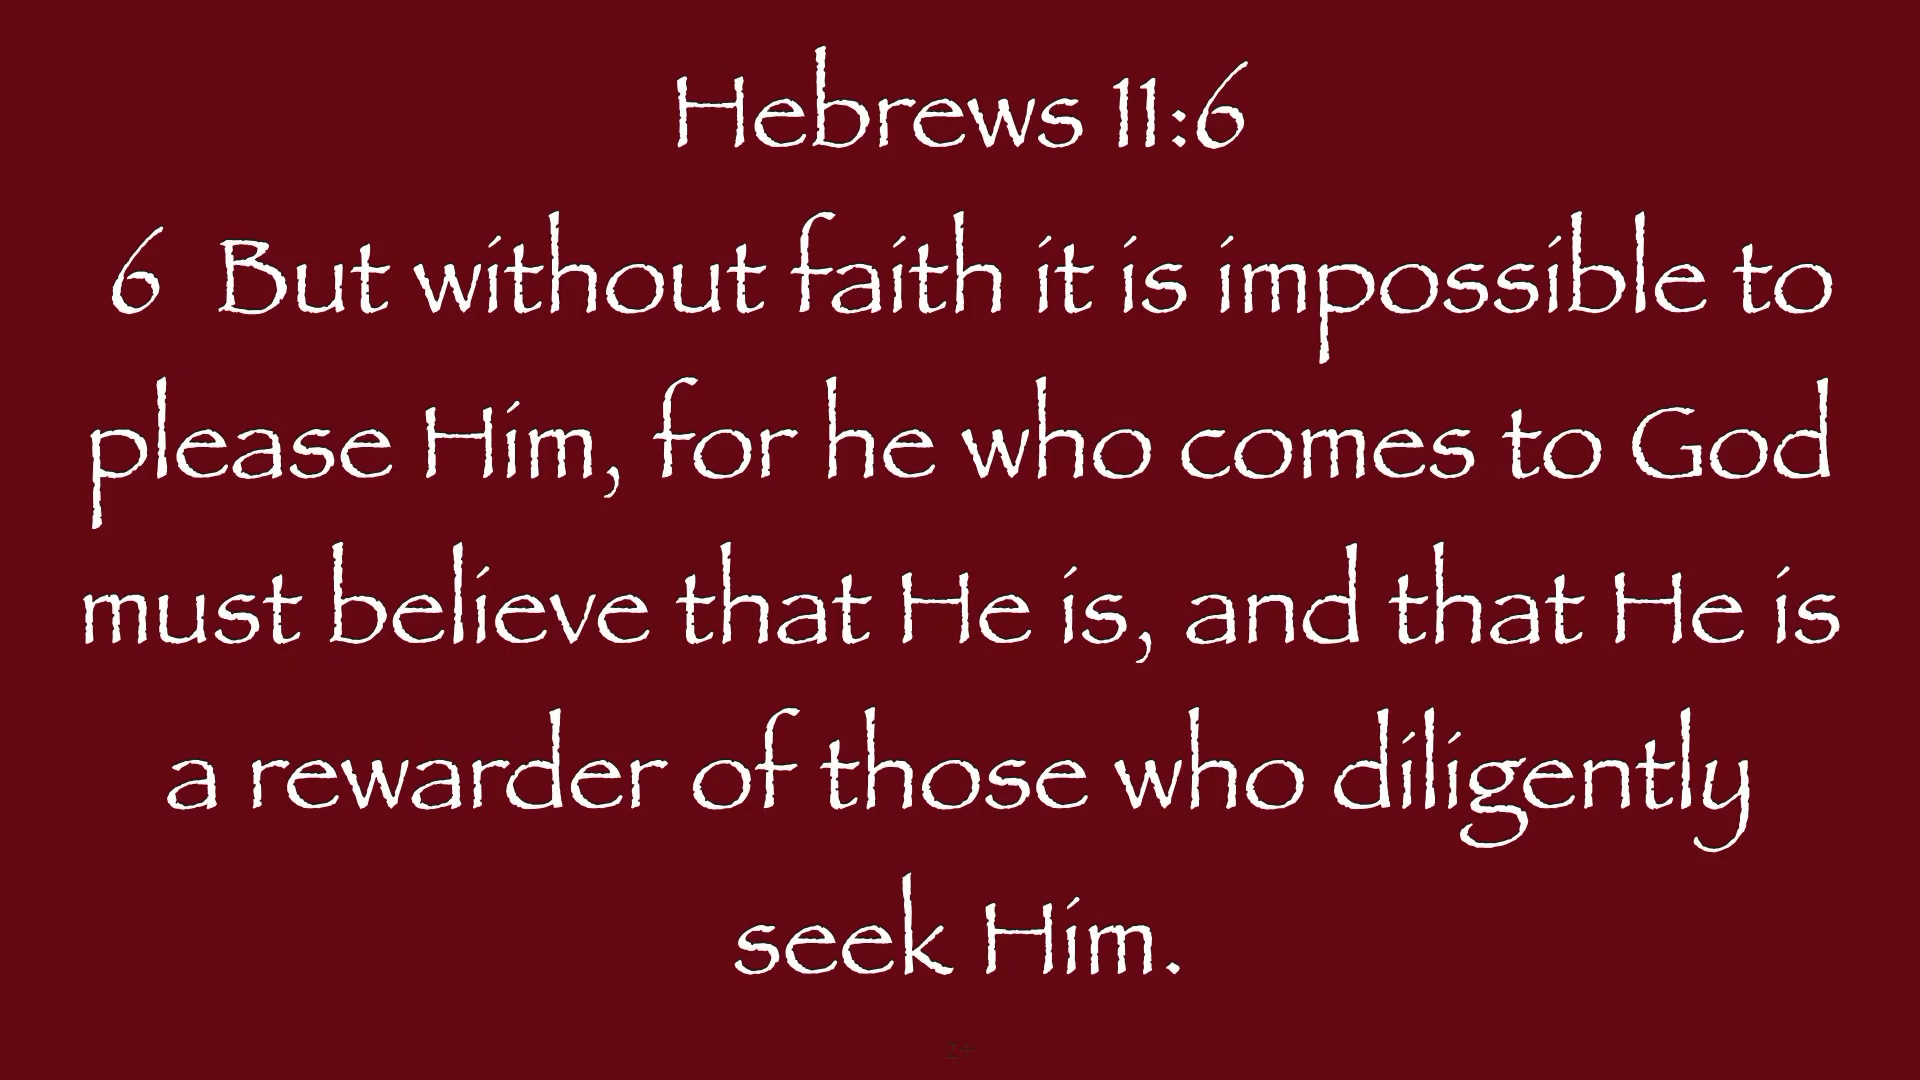 Hebrews 11:6
6 But without faith it is impossible to
please Him, for he who comes to God
must believe that He is, and that He is
a rewarder of those who diligently
seek Him.